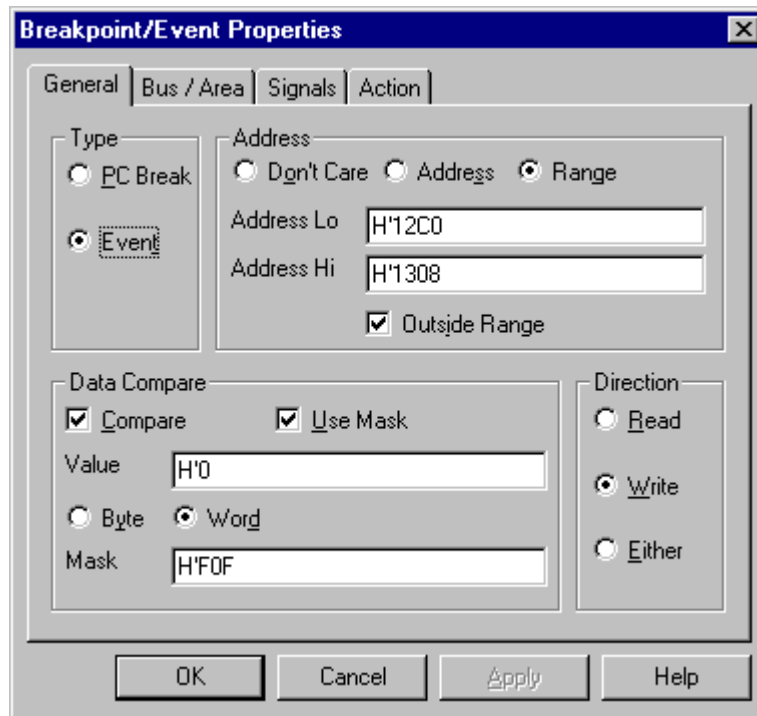 Breakpoint/Event Properties
General Bus / Area Signals Action
Type
PC Break
Event
Address
Don't Care Address Range
Address Lo H'12C0
Address Hi H'1308
Outside Range
Data Compare
Compare Use Mask
Value H'0
Byte Word
Mask H'F0F
Direction
Read
Write
Either
OK Cancel Apply Help